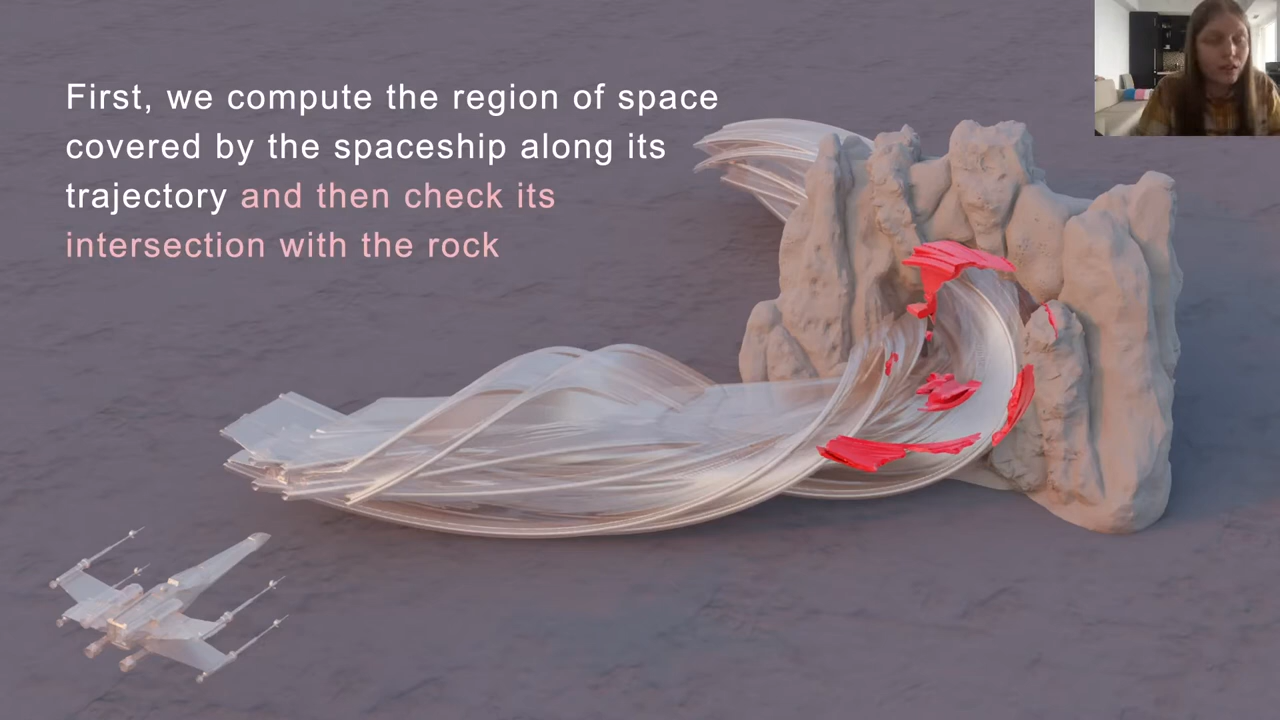 First, we compute the region of space
covered by the spaceship along its
trajectory and then check its
intersection with the rock